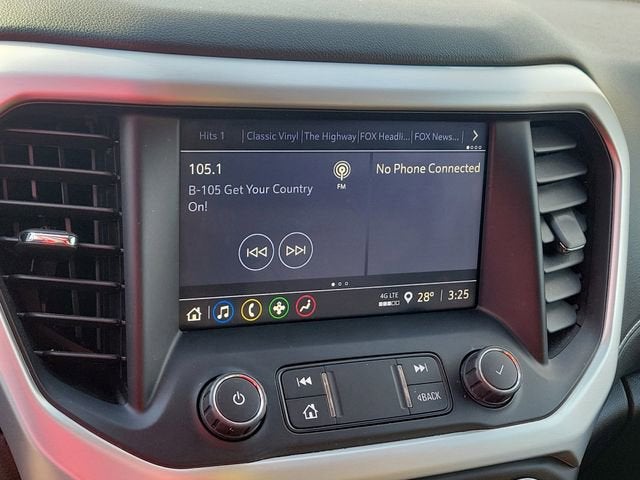 Hits 1 Classic Vinyl The Highway FOX Headli... FOX News...
105.1
FM
B-105 Get Your Country
On!
No Phone Connected
4G LTE
28° 3:25
BACK